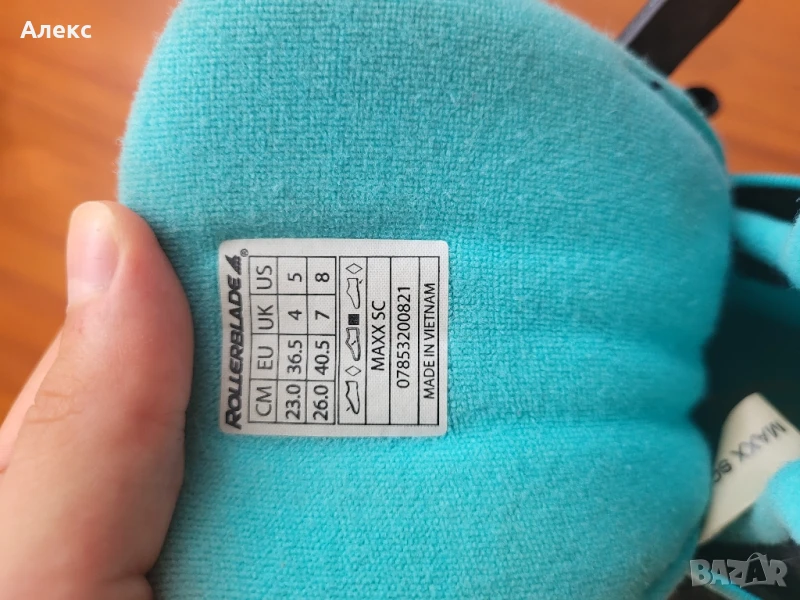 Алекс
ROLLERBLADE®
CM EU UK US
23.0 36.5 4 5
26.0 40.5 7 8
MAXX SC
07853200821
MADE IN VIETNAM
MAXX SC
BAZAR